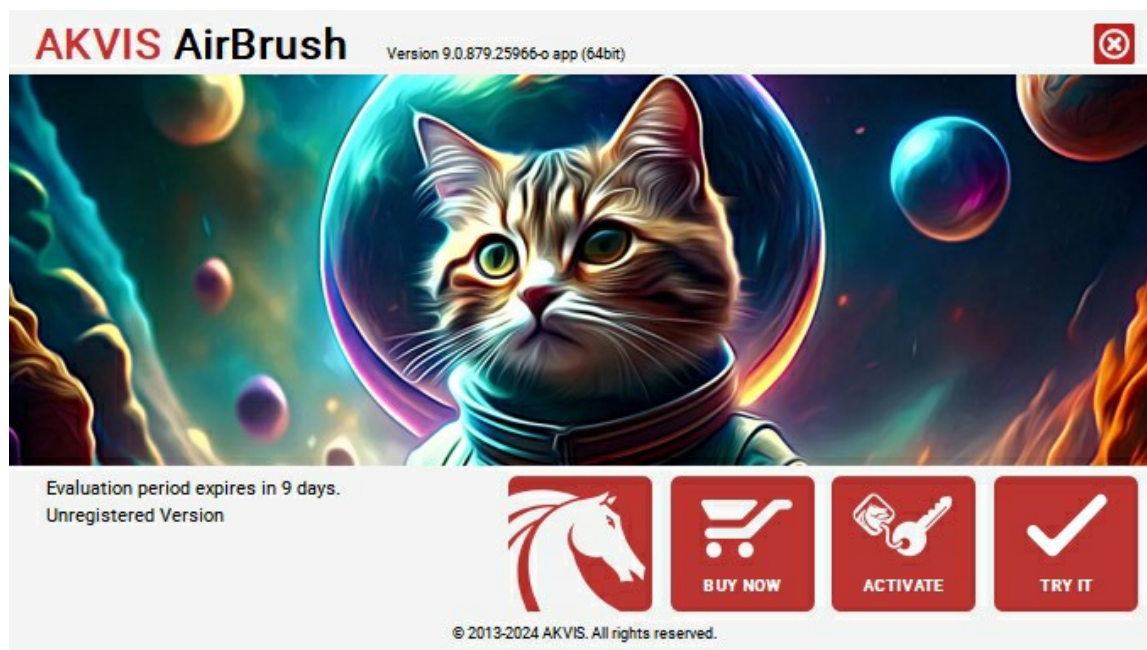 AKVIS AirBrush Version 9.0.879.25966-o app (64bit)
Evaluation period expires in 9 days.
Unregistered Version
BUY NOW
ACTIVATE
TRY IT
© 2013-2024 AKVIS. All rights reserved.